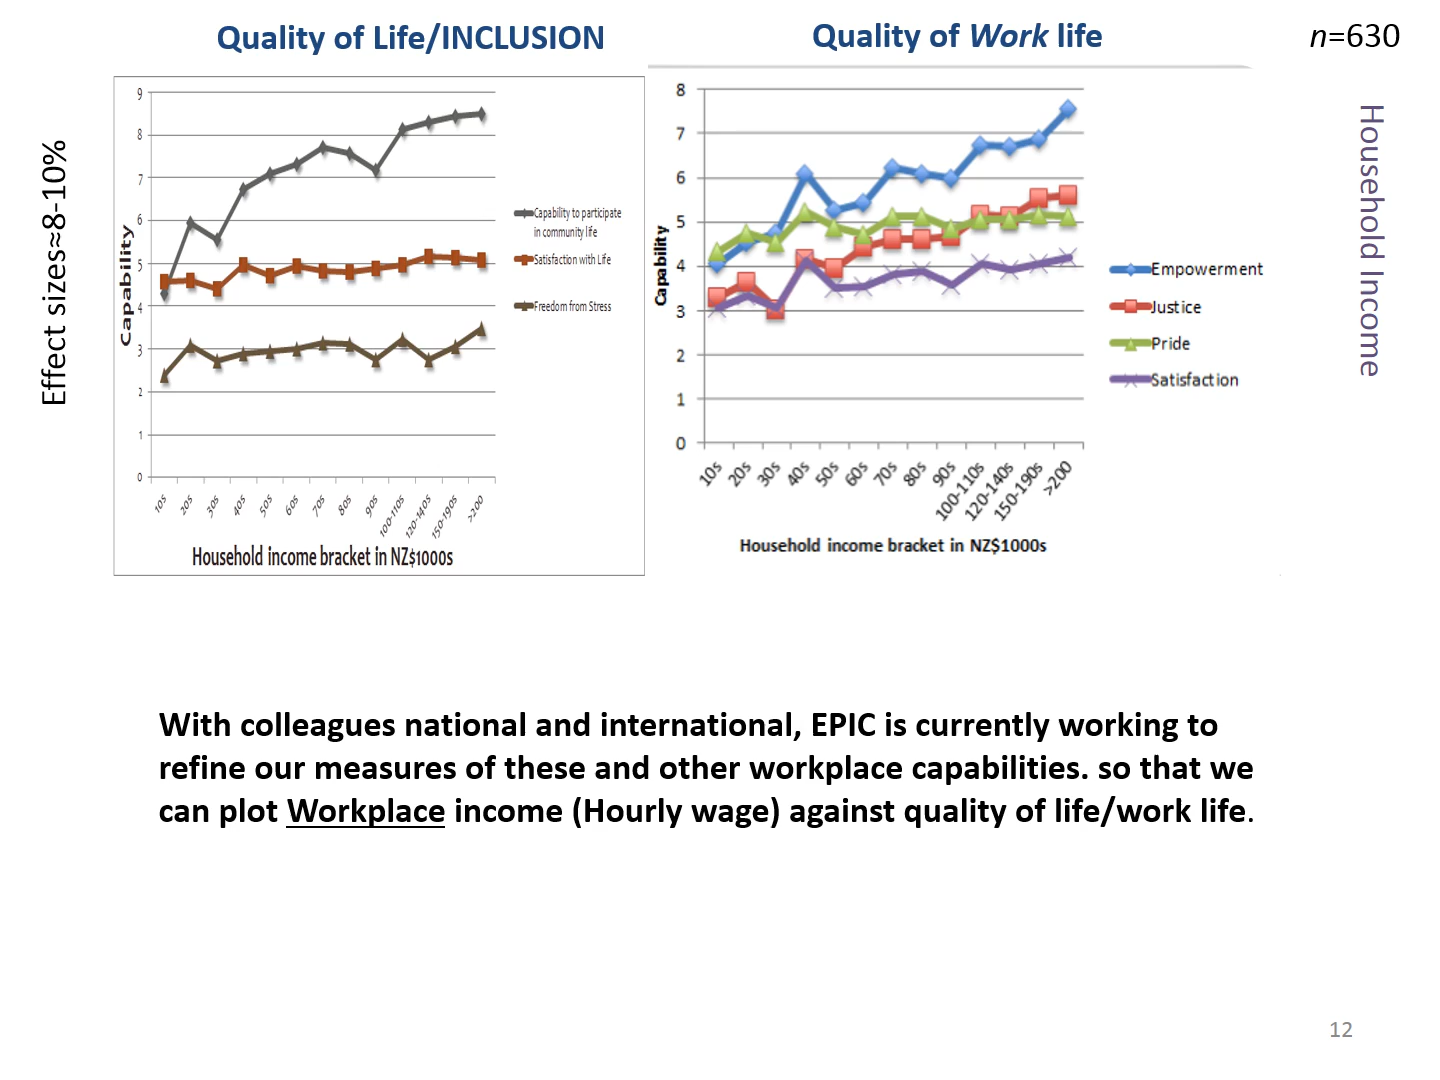 Quality of Life/INCLUSION
Quality of Work life
n=630
Effect sizes≈8-10%
Household Income
9
8
7
6
5
4
3
2
1
0
Capability
10s
20s
30s
40s
50s
60s
70s
80s
90s
100-110s
120-140s
150-190s
>200
Household income bracket in NZ$1000s
Capability to participate
in community life
Satisfaction with Life
Freedom from Stress
8
7
6
5
4
3
2
1
0
Capability
10s
20s
30s
40s
50s
60s
70s
80s
90s
100-110s
120-140s
150-190s
>200
Household income bracket in NZ$1000s
Empowerment
Justice
Pride
Satisfaction
With colleagues national and international, EPIC is currently working to
refine our measures of these and other workplace capabilities. so that we
can plot Workplace income (Hourly wage) against quality of life/work life.
12